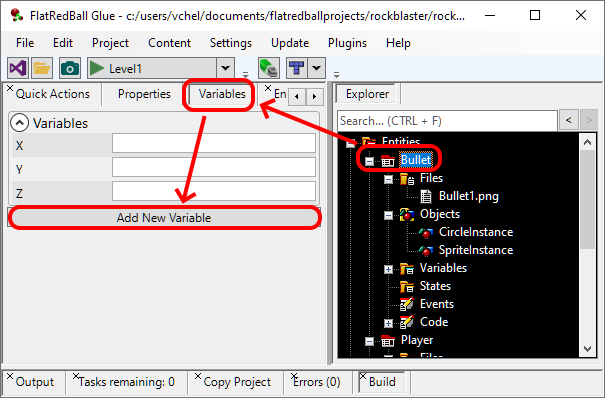 FlatRedBall Glue - c:/users/vchel/documents/flatredballprojects/rockblaster/rock...
Project Edit Content Settings Update Plugins
Level1
Quick Actions Properties Variables En
Variables
X
Y
Z
Add New Variable
Explorer
Search... (CTRL + F) < >
Entities
Bullet
Files
Bullet1.png
Objects
CircleInstance
SpriteInstance
Variables
States
Events
Code
Player
Files
Output Tasks remaining: 0 Copy Project Errors (0) Build